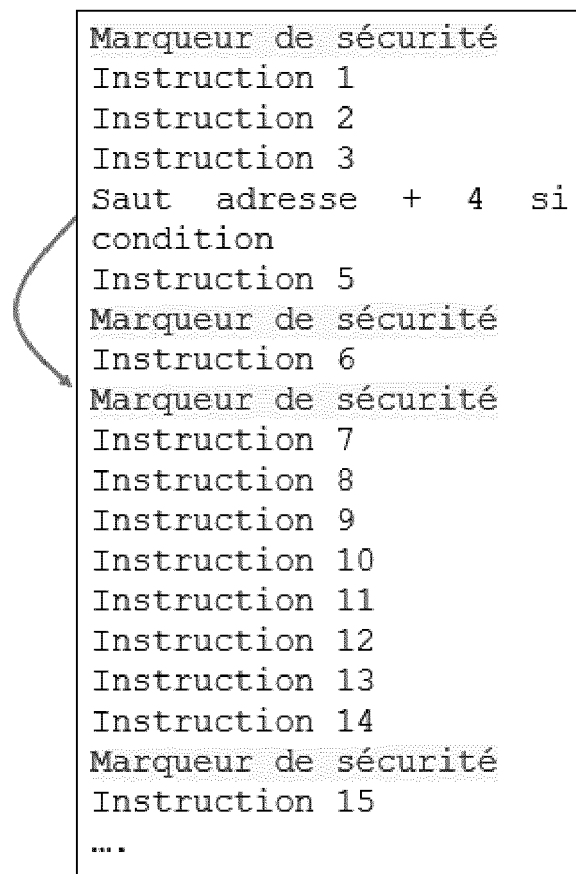 Marqueur de sécurité
Instruction 1
Instruction 2
Instruction 3
Saut adresse + 4 si
condition
Instruction 5
Marqueur de sécurité
Instruction 6
Marqueur de sécurité
Instruction 7
Instruction 8
Instruction 9
Instruction 10
Instruction 11
Instruction 12
Instruction 13
Instruction 14
Marqueur de sécurité
Instruction 15
….